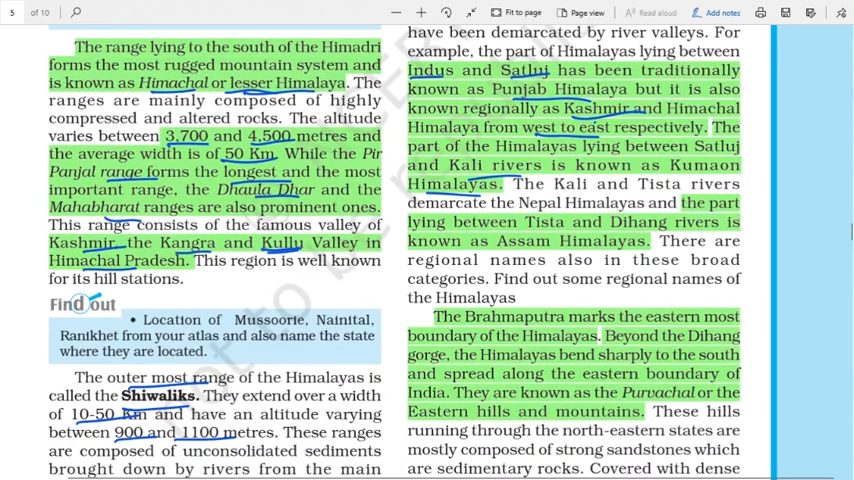 5 of 10
Fit to page
Page view
Read aloud
Add notes
The range lying to the south of the Himadri
forms the most rugged mountain system and
is known as Himachal or lesser Himalaya. The
ranges are mainly composed of highly
compressed and altered rocks. The altitude
varies between 3,700 and 4,500 metres and
the average width is of 50 Km. While the Pir
Panjal range forms the longest and the most
important range, the Dhaula Dhar and the
Mahabharat ranges are also prominent ones.
This range consists of the famous valley of
Kashmir, the Kangra and Kullu Valley in
Himachal Pradesh. This region is well known
for its hill stations.
Find out
• Location of Mussoorie, Nainital,
Ranikhet from your atlas and also name the state
where they are located.
The outer most range of the Himalayas is
called the Shiwaliks. They extend over a width
of 10-50 Km and have an altitude varying
between 900 and 1100 metres. These ranges
are composed of unconsolidated sediments
brought down by rivers from the main
have been demarcated by river valleys. For
example, the part of Himalayas lying between
Indus and Satluj has been traditionally
known as Punjab Himalaya but it is also
known regionally as Kashmir and Himachal
Himalaya from west to east respectively. The
part of the Himalayas lying between Satluj
and Kali rivers is known as Kumaon
Himalayas. The Kali and Tista rivers
demarcate the Nepal Himalayas and the part
lying between Tista and Dihang rivers is
known as Assam Himalayas. There are
regional names also in these broad
categories. Find out some regional names of
the Himalayas
The Brahmaputra marks the eastern most
boundary of the Himalayas. Beyond the Dihang
gorge, the Himalayas bend sharply to the south
and spread along the eastern boundary of
India. They are known as the Purvachal or the
Eastern hills and mountains. These hills
running through the north-eastern states are
mostly composed of strong sandstones which
are sedimentary rocks. Covered with dense